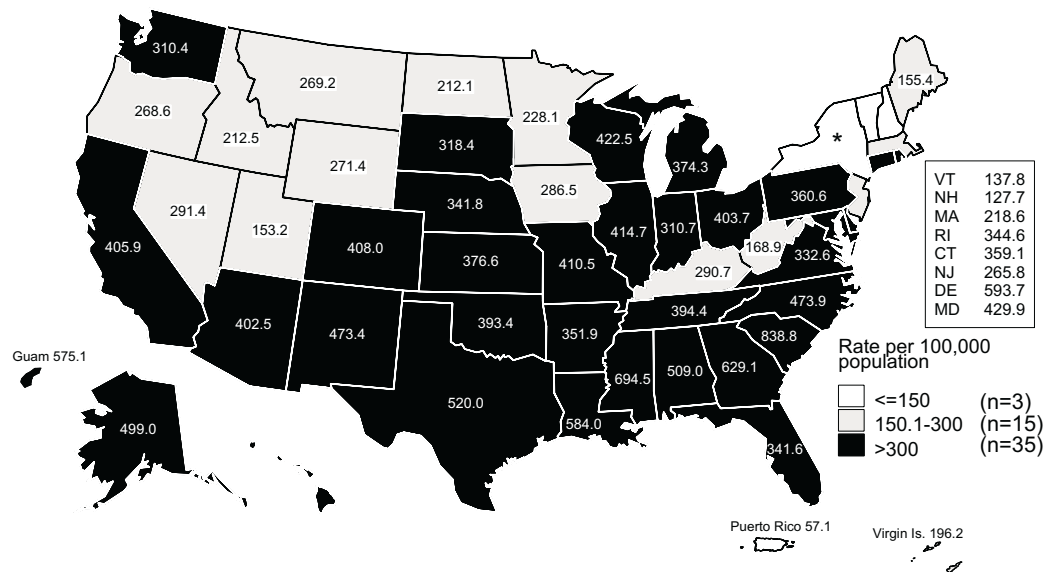 310.4
269.2
212.1
228.1
155.4
268.6
212.5
271.4
318.4
422.5
374.3
*
286.5
341.8
360.6
291.4
153.2
408.0
376.6
410.5
414.7
310.7
403.7
168.9
332.6
405.9
290.7
402.5
473.4
393.4
351.9
394.4
473.9
838.8
694.5
509.0
629.1
520.0
584.0
341.6
499.0
VT 137.8
NH 127.7
MA 218.6
RI 344.6
CT 359.1
NJ 265.8
DE 593.7
MD 429.9
Guam 575.1
Rate per 100,000
population
<=150 (n=3)
150.1-300 (n=15)
>300 (n=35)
Puerto Rico 57.1
Virgin Is. 196.2